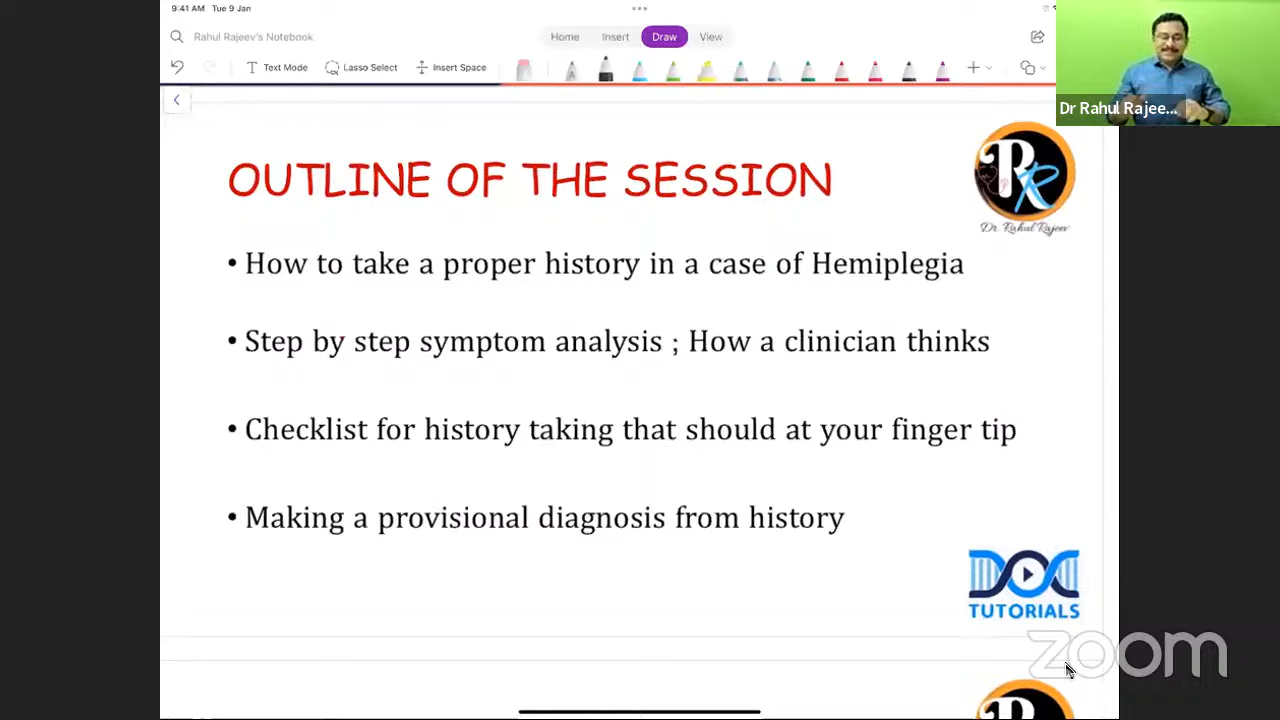 9:41 AM Tue 9 Jan
Rahul Rajeev's Notebook
Home Insert Draw View
Text Mode Lasso Select Insert Space
Dr Rahul Rajee...
OUTLINE OF THE SESSION
Dr. Rahul Rajeev
• How to take a proper history in a case of Hemiplegia
• Step by step symptom analysis ; How a clinician thinks
• Checklist for history taking that should at your finger tip
• Making a provisional diagnosis from history
DOC
TUTORIALS
zoom